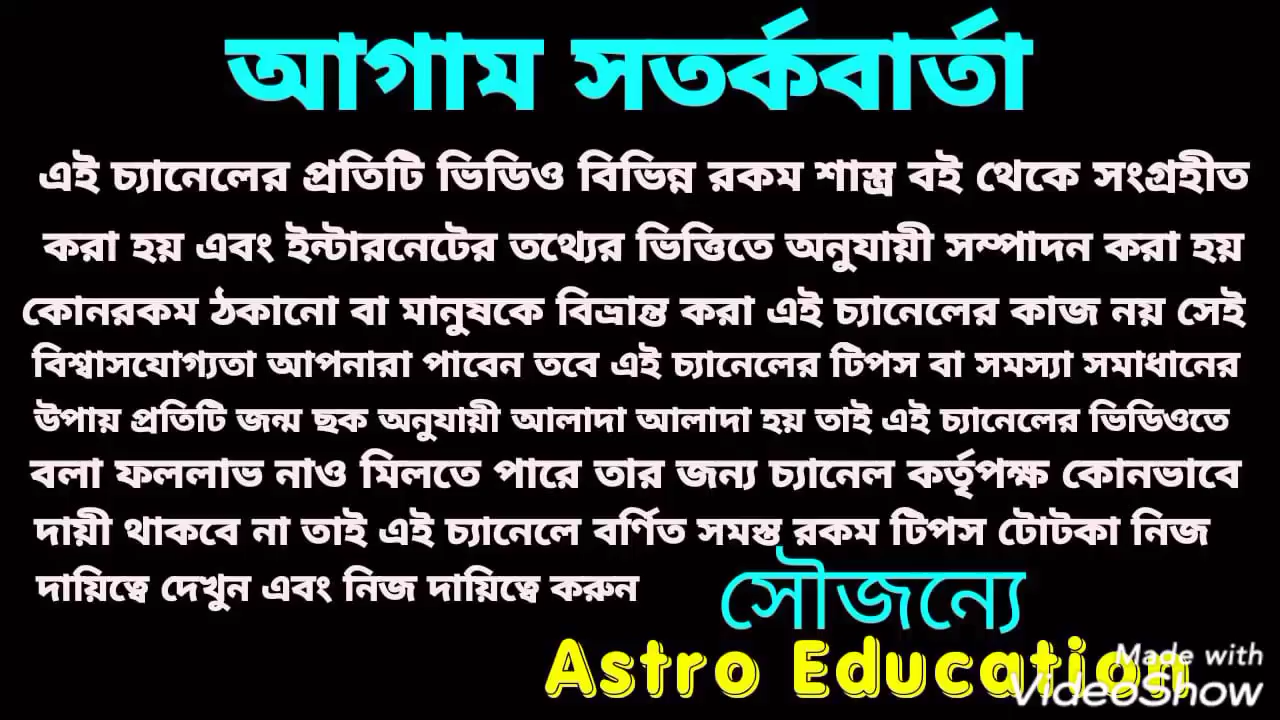 আগাম সতর্কবার্তা
এই চ্যানেলের প্রতিটি ভিডিও বিভিন্ন রকম শাস্ত্র বই থেকে সংগ্রহীত
করা হয় এবং ইন্টারনেটের তথ্যের ভিত্তিতে অনুযায়ী সম্পাদন করা হয়
কোনরকম ঠকানো বা মানুষকে বিভ্রান্ত করা এই চ্যানেলের কাজ নয় সেই
বিশ্বাসযোগ্যতা আপনারা পাবেন তবে এই চ্যানেলের টিপস বা সমস্যা সমাধানের
উপায় প্রতিটি জন্ম ছক অনুযায়ী আলাদা আলাদা হয় তাই এই চ্যানেলের ভিডিওতে
বলা ফললাভ নাও মিলতে পারে তার জন্য চ্যানেল কর্তৃপক্ষ কোনভাবে
দায়ী থাকবে না তাই এই চ্যানেলে বর্ণিত সমস্ত রকম টিপস টোটকা নিজ
দায়িত্বে দেখুন এবং নিজ দায়িত্বে করুন
সৌজন্যে
Astro Education
Made with
VideoShow